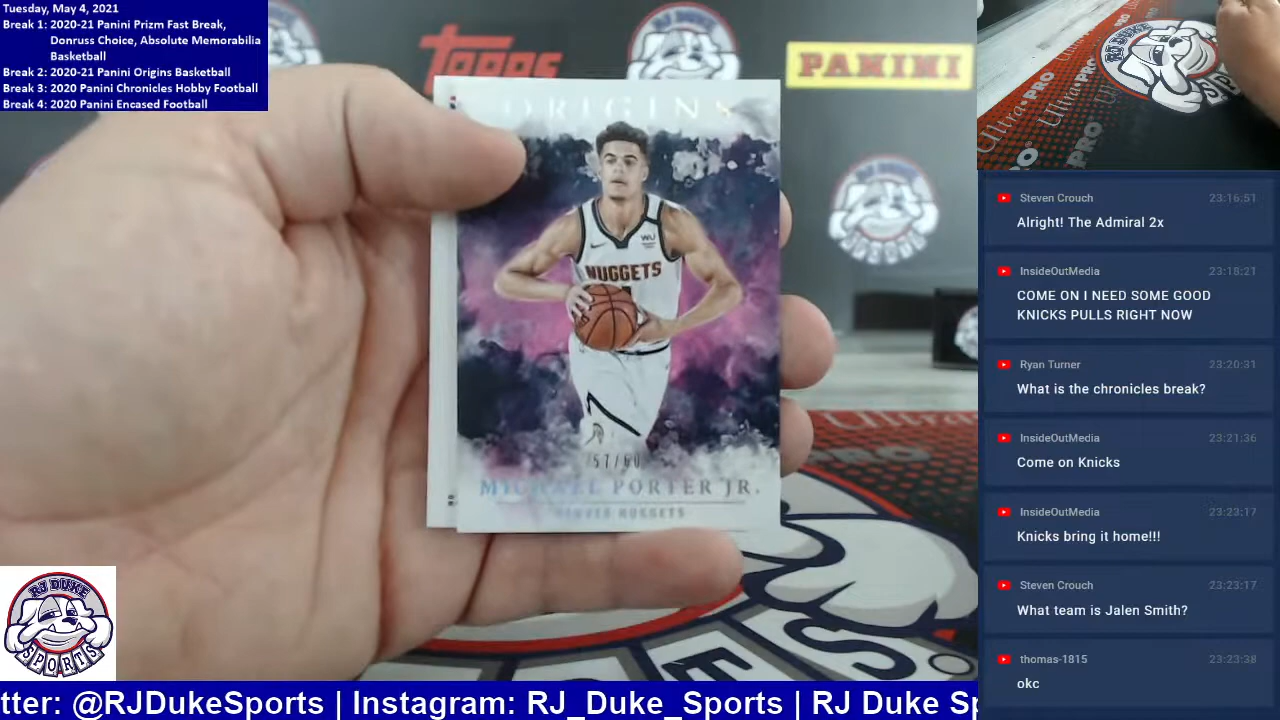 Tuesday, May 4, 2021
Break 1: 2020-21 Panini Prizm Fast Break,
Donruss Choice, Absolute Memorabilia
Basketball
Break 2: 2020-21 Panini Origins Basketball
Break 3: 2020 Panini Chronicles Hobby Football
Break 4: 2020 Panini Encased Football
TOPPS
PANINI
ORIGINS
NUGGETS
57/60
MICHAEL PORTER JR.
DENVER NUGGETS
RJ DUKE
SPORTS
Ultra PRO
Steven Crouch 23:16:51
Alright! The Admiral 2x
InsideOutMedia 23:18:21
COME ON I NEED SOME GOOD
KNICKS PULLS RIGHT NOW
Ryan Turner 23:20:31
What is the chronicles break?
InsideOutMedia 23:21:36
Come on Knicks
InsideOutMedia 23:23:17
Knicks bring it home!!!
Steven Crouch 23:23:17
What team is Jalen Smith?
thomas-1815 23:23:38
okc
RJ DUKE
SPORTS
tter: @RJDukeSports | Instagram: RJ_Duke_Sports | RJ Duke Sp